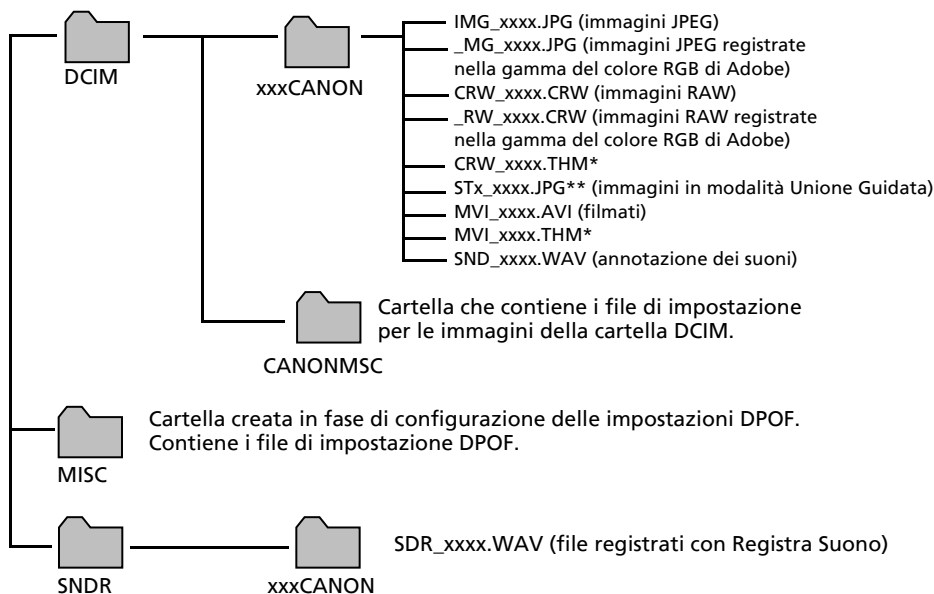 DCIM
xxxCANON
IMG_xxxx.JPG (immagini JPEG)
_MG_xxxx.JPG (immagini JPEG registrate
nella gamma del colore RGB di Adobe)
CRW_xxxx.CRW (immagini RAW)
_RW_xxxx.CRW (immagini RAW registrate
nella gamma del colore RGB di Adobe)
CRW_xxxx.THM*
STx_xxxx.JPG** (immagini in modalità Unione Guidata)
MVI_xxxx.AVI (filmati)
MVI_xxxx.THM*
SND_xxxx.WAV (annotazione dei suoni)
Cartella che contiene i file di impostazione
per le immagini della cartella DCIM.
CANONMSC
Cartella creata in fase di configurazione delle impostazioni DPOF.
Contiene i file di impostazione DPOF.
MISC
SDR_xxxx.WAV (file registrati con Registra Suono)
SNDR
xxxCANON